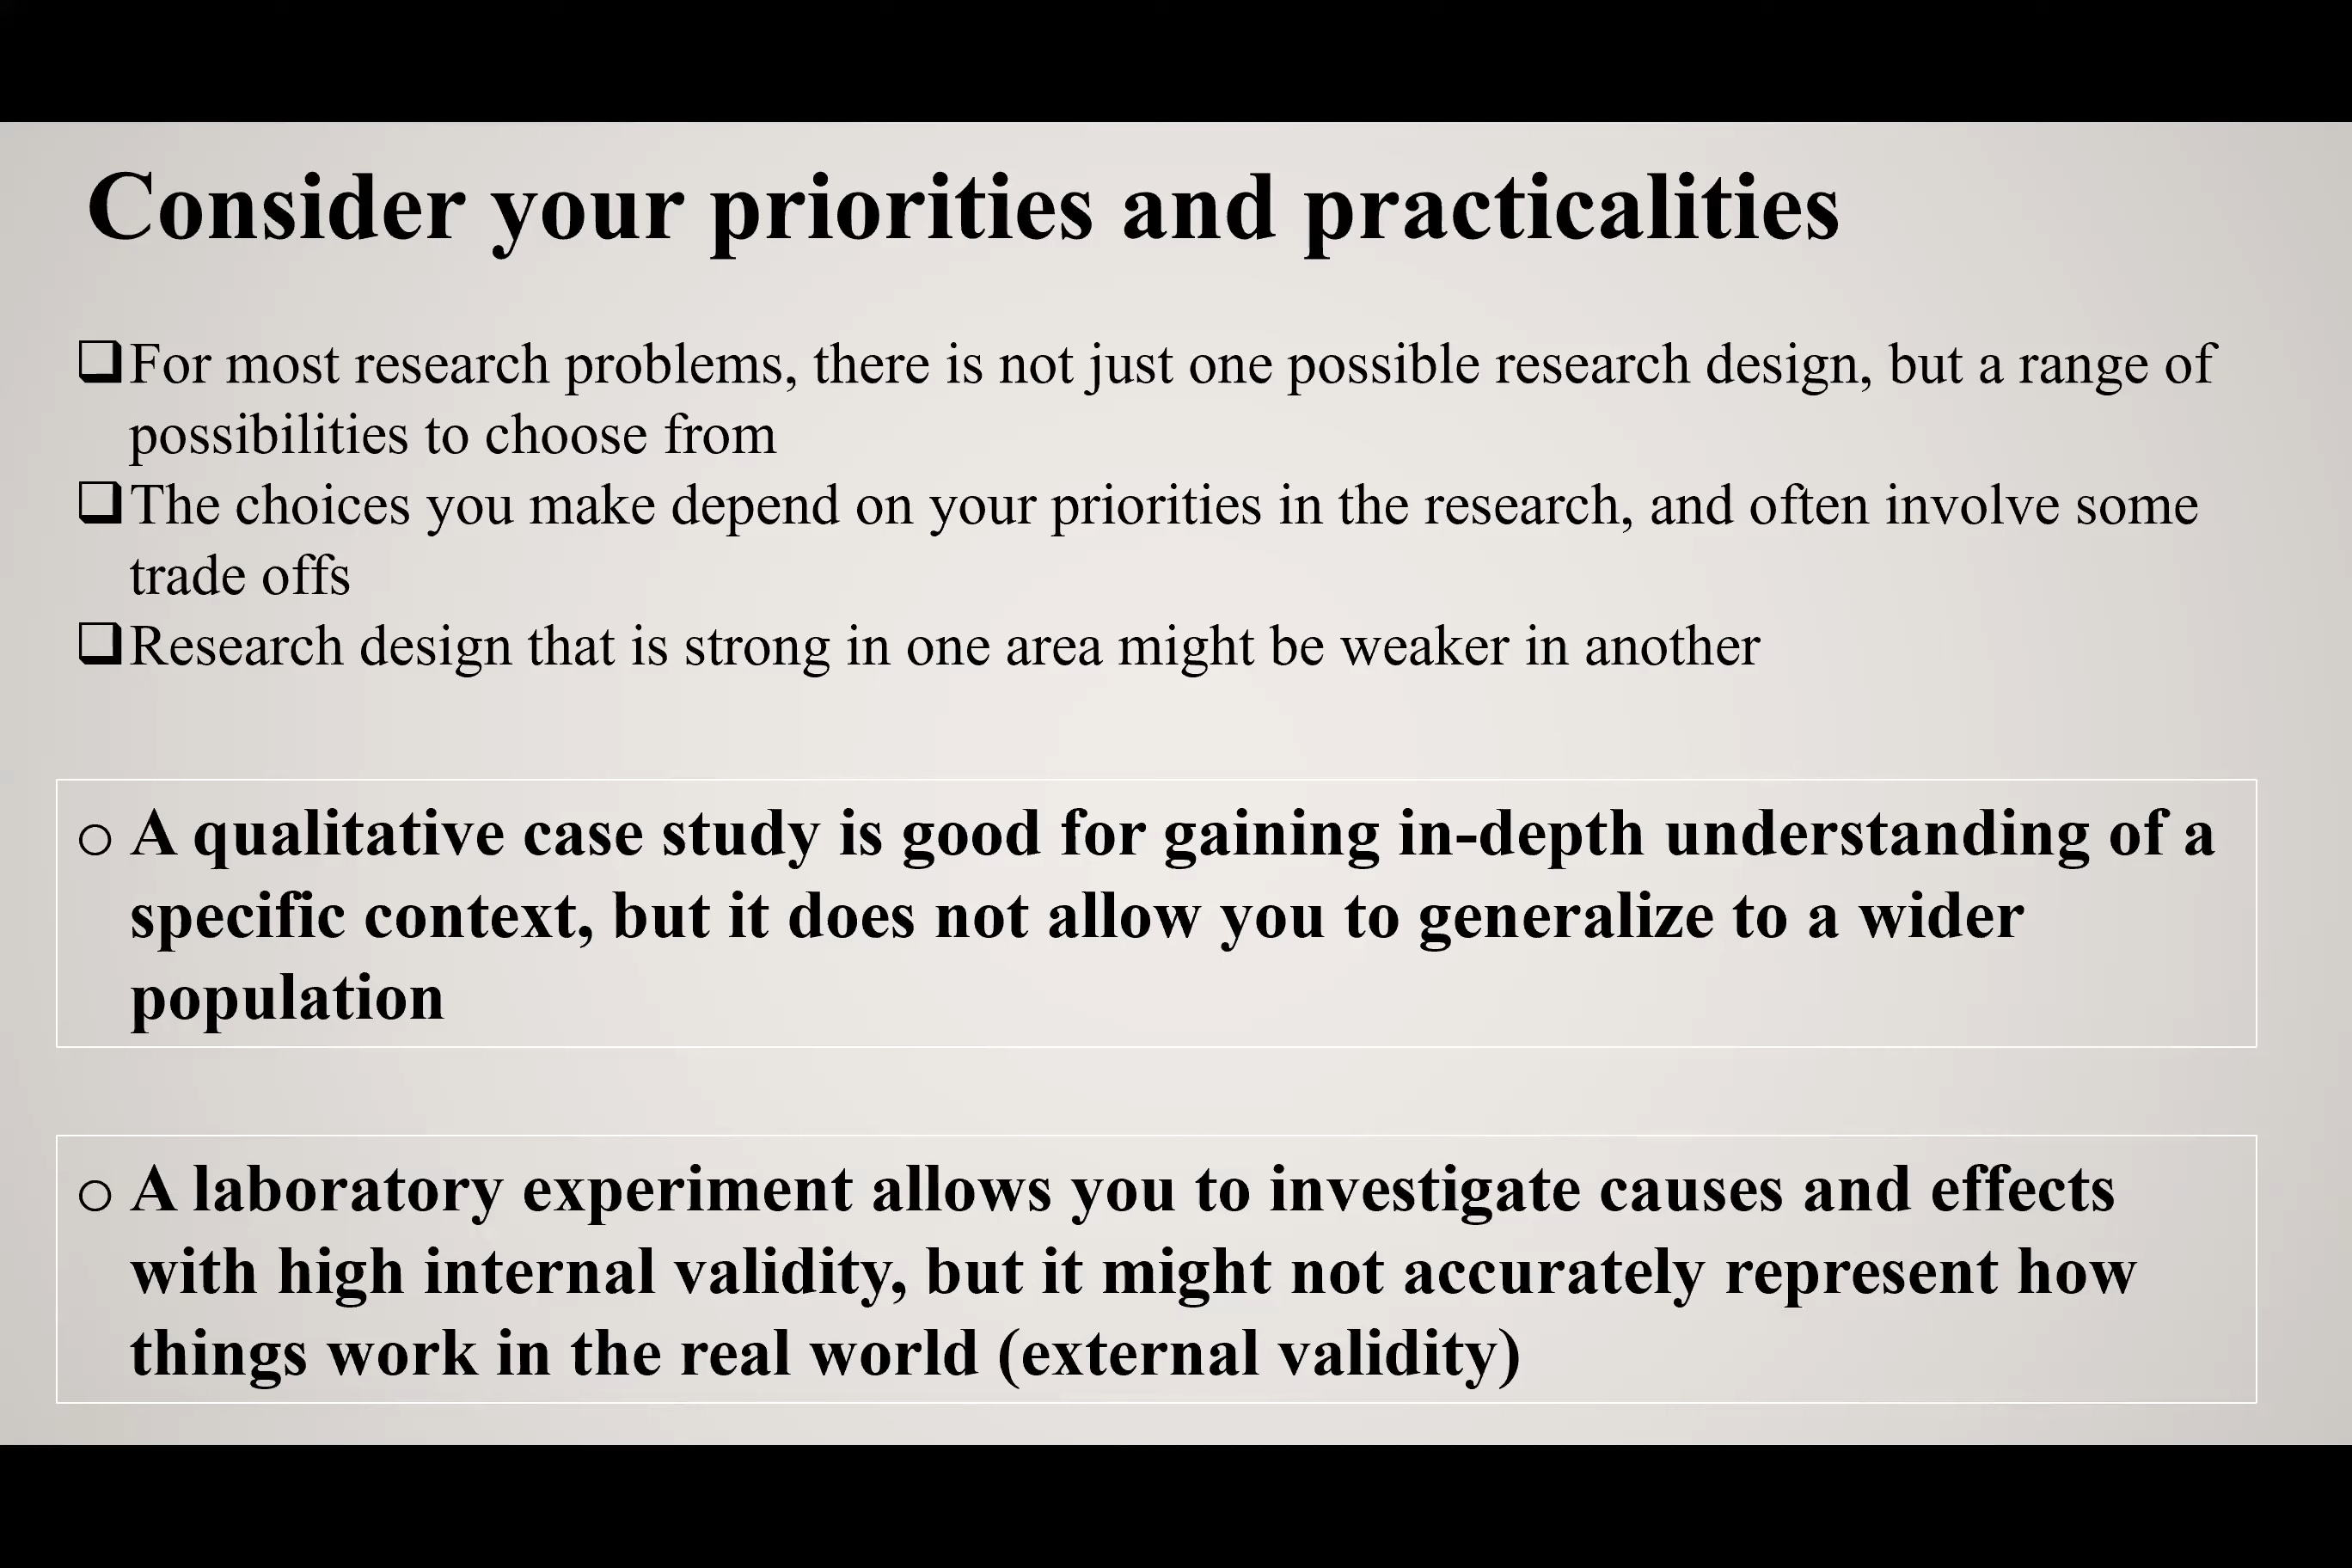 Consider your priorities and practicalities
❑For most research problems, there is not just one possible research design, but a range of
possibilities to choose from
❑The choices you make depend on your priorities in the research, and often involve some
trade offs
❑Research design that is strong in one area might be weaker in another
o A qualitative case study is good for gaining in-depth understanding of a
specific context, but it does not allow you to generalize to a wider
population
o A laboratory experiment allows you to investigate causes and effects
with high internal validity, but it might not accurately represent how
things work in the real world (external validity)